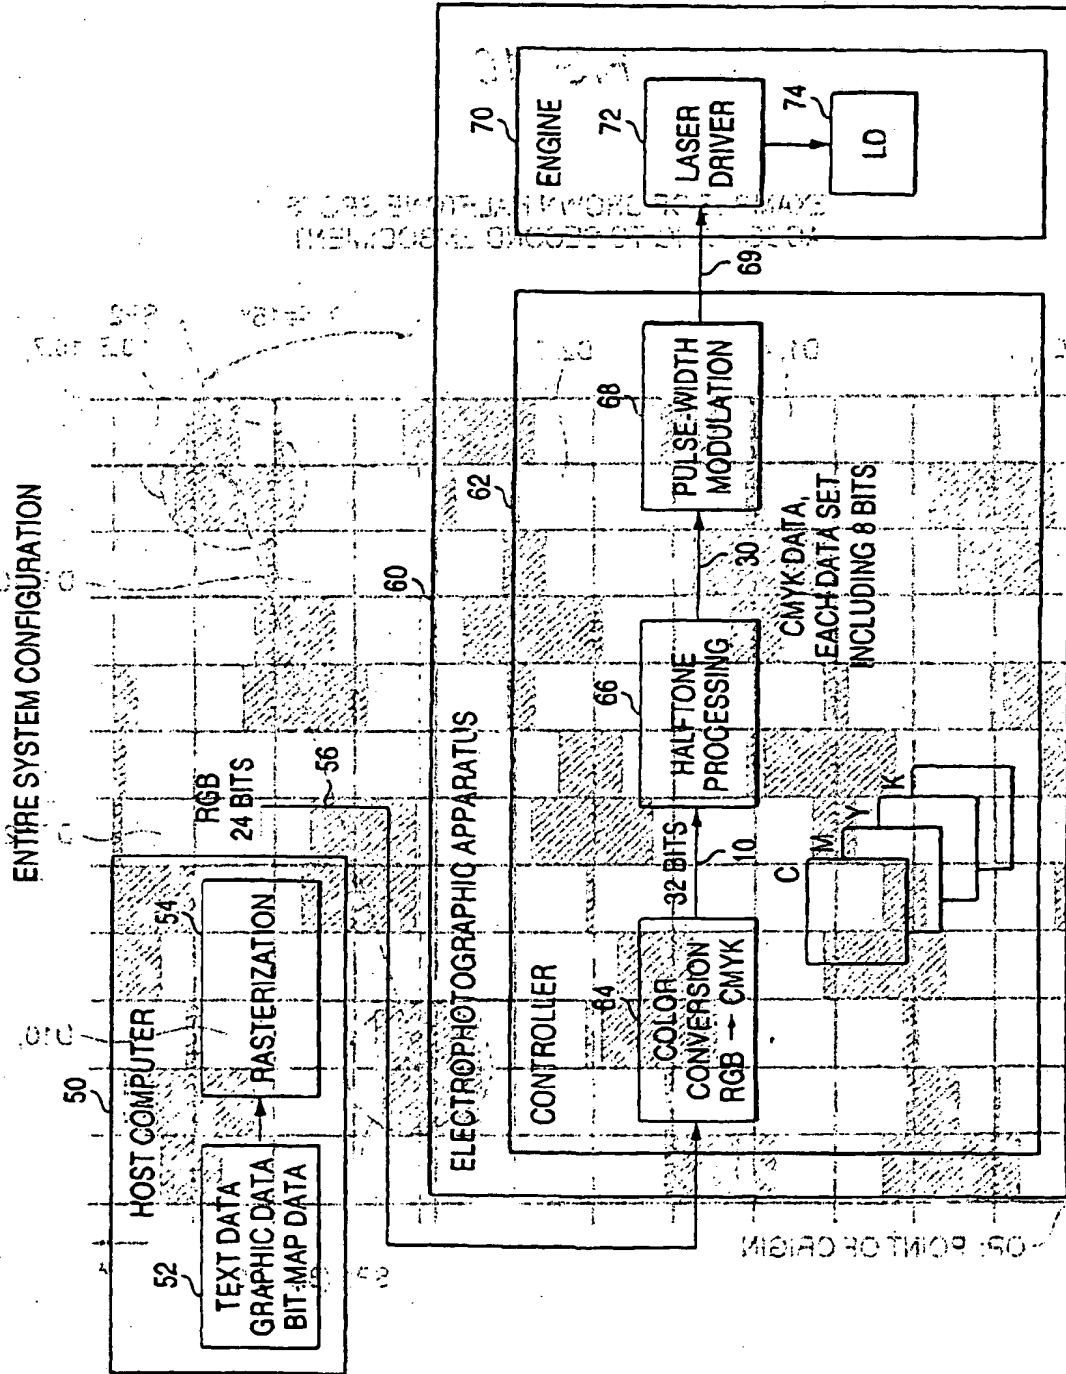 ENTIRE SYSTEM CONFIGURATION
50
HOST COMPUTER
52
TEXT DATA
GRAPHIC DATA
BIT-MAP DATA
54
RASTERIZATION
RGB
24 BITS
56
60
ELECTROPHOTOGRAPHIC APPARATUS
62
CONTROLLER
64
COLOR
CONVERSION
RGB → CMYK
32 BITS
10
66
HALFTONE
PROCESSING
30
68
PULSE-WIDTH
MODULATION
69
C
M
Y
K
CMYK DATA,
EACH DATA SET
INCLUDING 8 BITS
70
ENGINE
72
LASER
DRIVER
74
LD
POINT OF ORIGIN